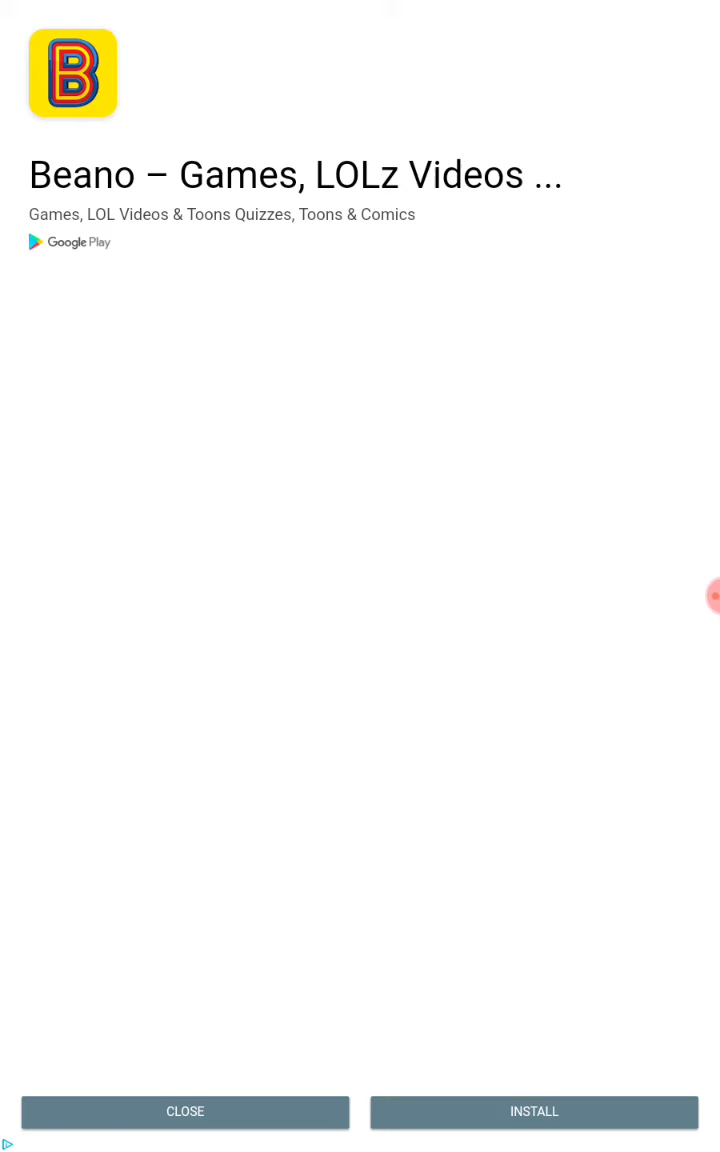 B
Beano – Games, LOLz Videos ...
Games, LOL Videos & Toons Quizzes, Toons & Comics
Google Play
CLOSE
INSTALL